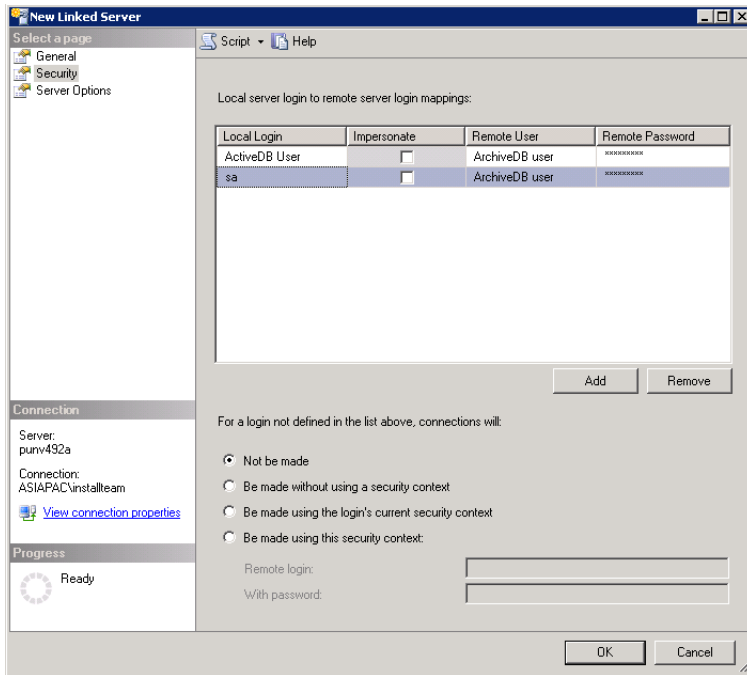 New Linked Server
Select a page
General
Security
Server Options
Script Help
Local server login to remote server login mappings:
Local Login Impersonate Remote User Remote Password
ActiveDB User ArchiveDB user *********
sa ArchiveDB user *********
Add Remove
For a login not defined in the list above, connections will:
Not be made
Be made without using a security context
Be made using the login's current security context
Be made using this security context:
Remote login:
With password:
Connection
Server:
punv492a
Connection:
ASIAPAC\installteam
View connection properties
Progress
Ready
OK Cancel